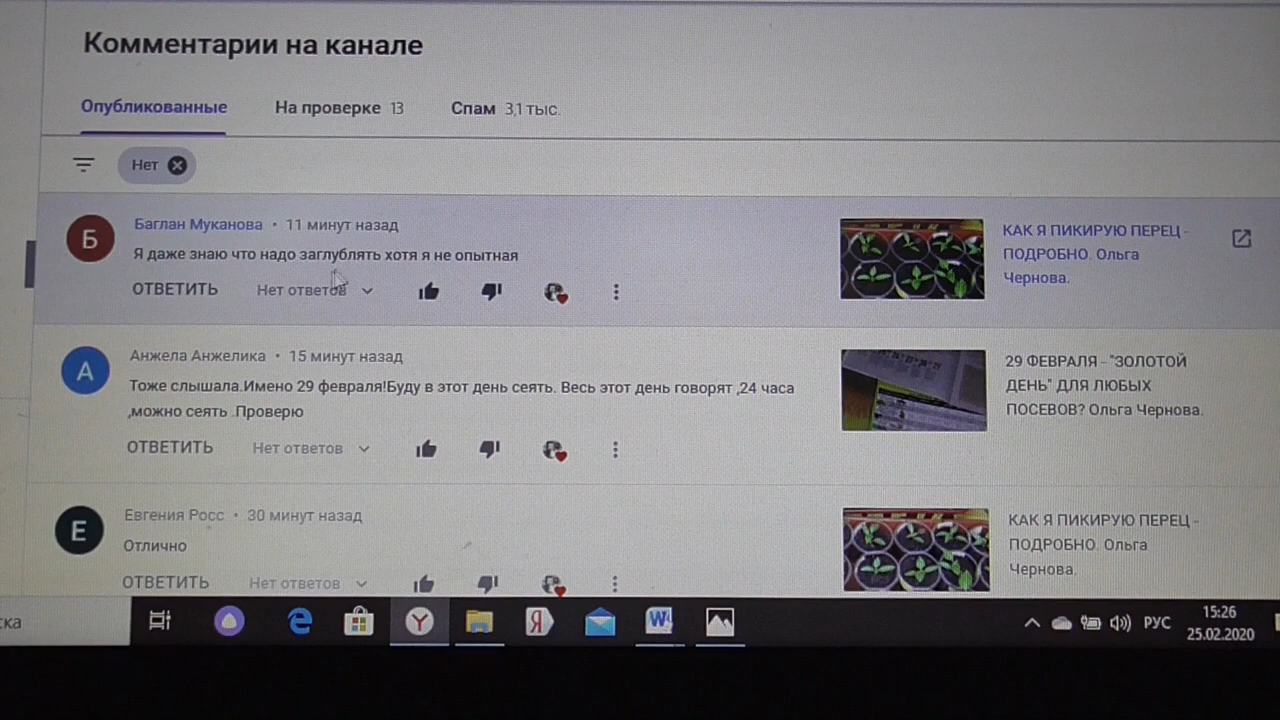 Комментарии на канале
Опубликованные На проверке 13 Спам 3,1 тыс.
Нет
Б
Баглан Муканова • 11 минут назад
Я даже знаю что надо заглублять хотя я не опытная
ОТВЕТИТЬ Нет ответов
КАК Я ПИКИРУЮ ПЕРЕЦ -
ПОДРОБНО. Ольга
Чернова.
А
Анжела Анжелика • 15 минут назад
Тоже слышала.Имено 29 февраля!Буду в этот день сеять. Весь этот день говорят ,24 часа
,можно сеять .Проверю
ОТВЕТИТЬ Нет ответов
29 ФЕВРАЛЯ - "ЗОЛОТОЙ
ДЕНЬ" ДЛЯ ЛЮБЫХ
ПОСЕВОВ? Ольга Чернова.
Е
Евгения Росс • 30 минут назад
Отлично
ОТВЕТИТЬ Нет ответов
КАК Я ПИКИРУЮ ПЕРЕЦ -
ПОДРОБНО. Ольга
Чернова.
ска
РУС
15:26
25.02.2020